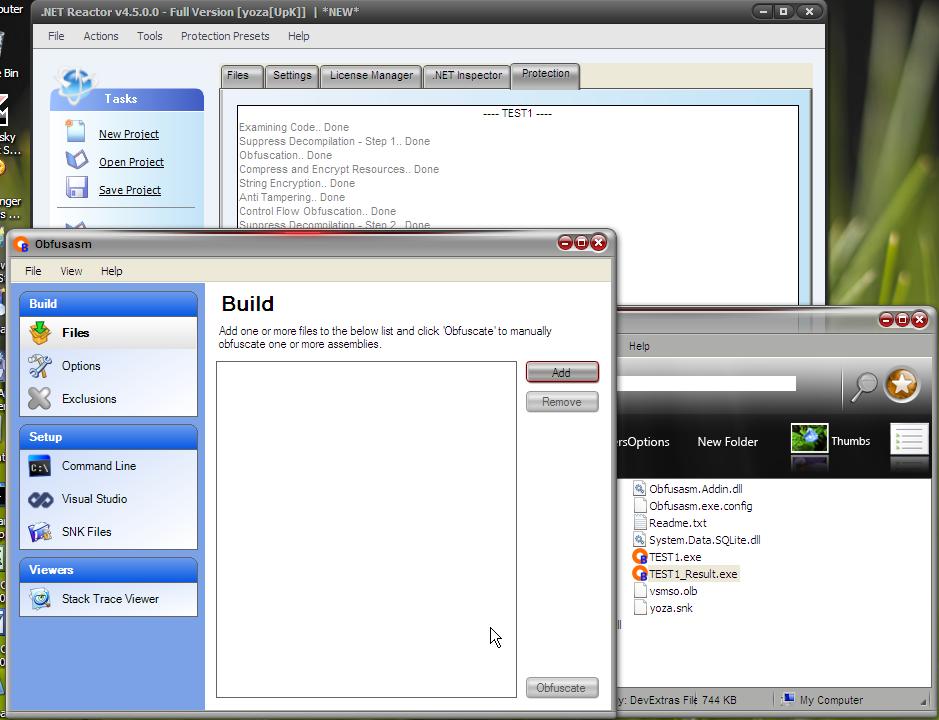 .NET Reactor v4.5.0.0 - Full Version [yoza[UpK]] | *NEW*
File Actions Tools Protection Presets Help
Files Settings License Manager .NET Inspector Protection
Tasks
New Project
Open Project
Save Project
---- TEST1 ----
Examining Code.. Done
Suppress Decompilation - Step 1.. Done
Obfuscation.. Done
Compress and Encrypt Resources.. Done
String Encryption.. Done
Anti Tampering.. Done
Control Flow Obfuscation.. Done
Suppress Decompilation - Step 2.. Done
Obfusasm
File View Help
Build
Files
Options
Exclusions
Setup
Command Line
Visual Studio
SNK Files
Viewers
Stack Trace Viewer
Build
Add one or more files to the below list and click 'Obfuscate' to manually
obfuscate one or more assemblies.
Add
Remove
Obfuscate
Help
rsOptions New Folder Thumbs
Obfusasm.Addin.dll
Obfusasm.exe.config
Readme.txt
System.Data.SQLite.dll
TEST1.exe
TEST1_Result.exe
vsmso.olb
yoza.snk
y: DevExtras File 744 KB My Computer